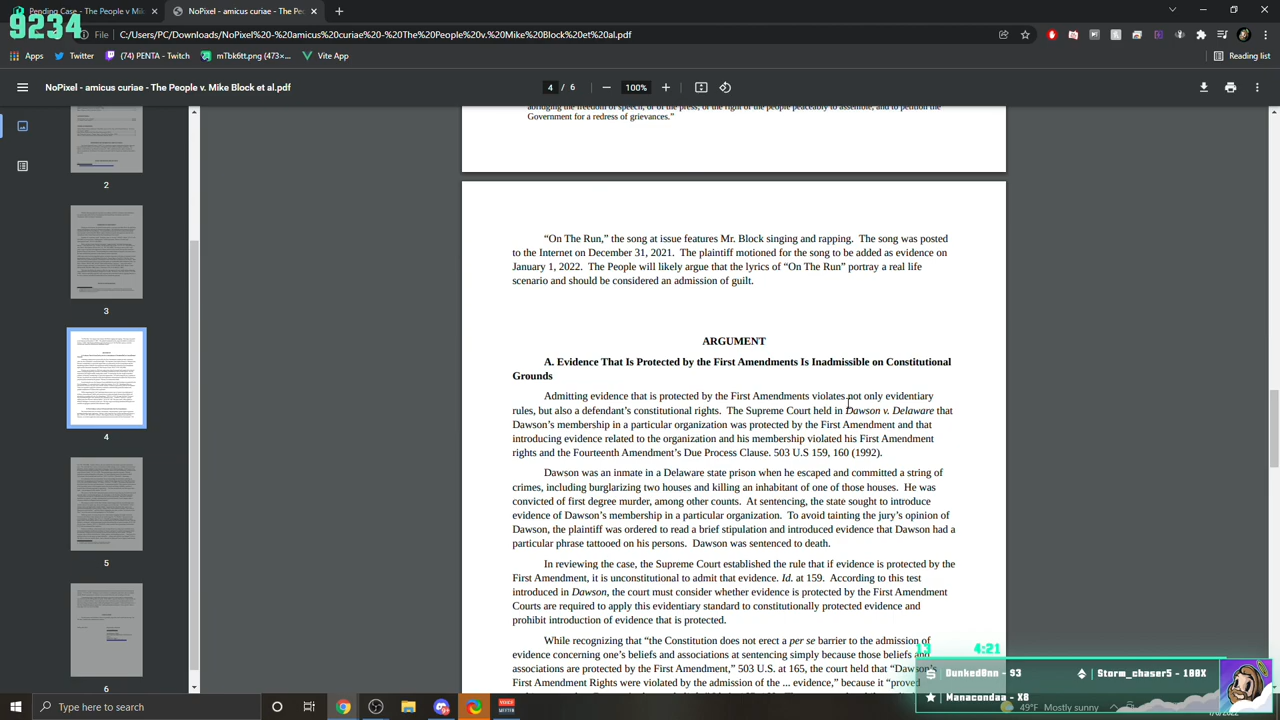 Pending Case - The People v Mik
NoPixel - amicus curiae - The Pe
9234
File
C:/Users/PC/Downloads/NoPixel%20-%20amicus%20curiae%20-%20The%20People%20v.%20Mike%20Block%20et%20al.pdf
Apps
Twitter
(74) PENTA - Twitch
mTbk6tt.png (473×...
Vite App
Reading list
NoPixel - amicus curiae - The People v. Mike Block et al.pdf
4 / 6
100%
2
3
4
5
6
abridging the freedom of speech, or of the press; or the right of the people peaceably to assemble, and to petition the
Government for a redress of grievances.”
“On The Run,” the song at issue features Mr. Block singing and rapping. The song was posted
to the Internet on December 31, 2021. The plaintiff motioned for the song to be added as evidence on
January 1, 2022. The People will likely argue that the lyrics of “On The Run” portray a real life
scenario and should be considered an admission of guilt.
ARGUMENT
A. Evidence That Is Protected by the First Amendments Is Inadmissible on Constitutional
Grounds
Admitting evidence that is protected by the First Amendments violates not only evidentiary
rules, but also a defendant’s constitutional rights. The Supreme Court held in Dawson v. Delaware that
Dawson’s membership in a particular organization was protected by the First Amendment and that
introducing evidence related to the organization and his membership violated his First Amendment
rights and the Fourteenth Amendment’s Due Process Clause. 503 U.S 159, 160 (1992).
Dawson was an inmate in a Delaware state prison when he escaped and committed a string of
crimes, including burglarizing two houses and killing an inhabitant of one of those houses. He was
convicted of first degree murder, among other counts. At sentencing, the state sought to introduce
evidence of Dawson’s membership in a particular organization. To avoid tainting the jury’s opinion of
Dawson, the plaintiff was ordered to read a brief stipulation and introduced evidence that Dawson had a
particular phrase tattooed on his persons. Dawson was sentenced to death.
In reviewing the case, the Supreme Court established the rule that if evidence is protected by the
First Amendment, it is unconstitutional to admit that evidence. Id. at 159. According to this test
introduced in Dawson, the court must consider whether evidence is protected by the First Amendment
Courts are required to apply this evidentiary standard to constitutionally protected evidence and
prohibit introduction of evidence that is protected.
While recognizing that “the Constitution does not erect a per se barrier to the admission of
evidence concerning one’s beliefs and associations at sentencing simply because those beliefs and
associations are protected by the First Amendment,” 503 U.S. at 165, the court held that “Dawson’s
First Amendment Rights were violated by the admission of the ... evidence,” because it “proved
13
4:21
DunkedOnn - 93
Storm_chaser5 - 100X
Manacondaa - X8
Type here to search
49°F Mostly sunny